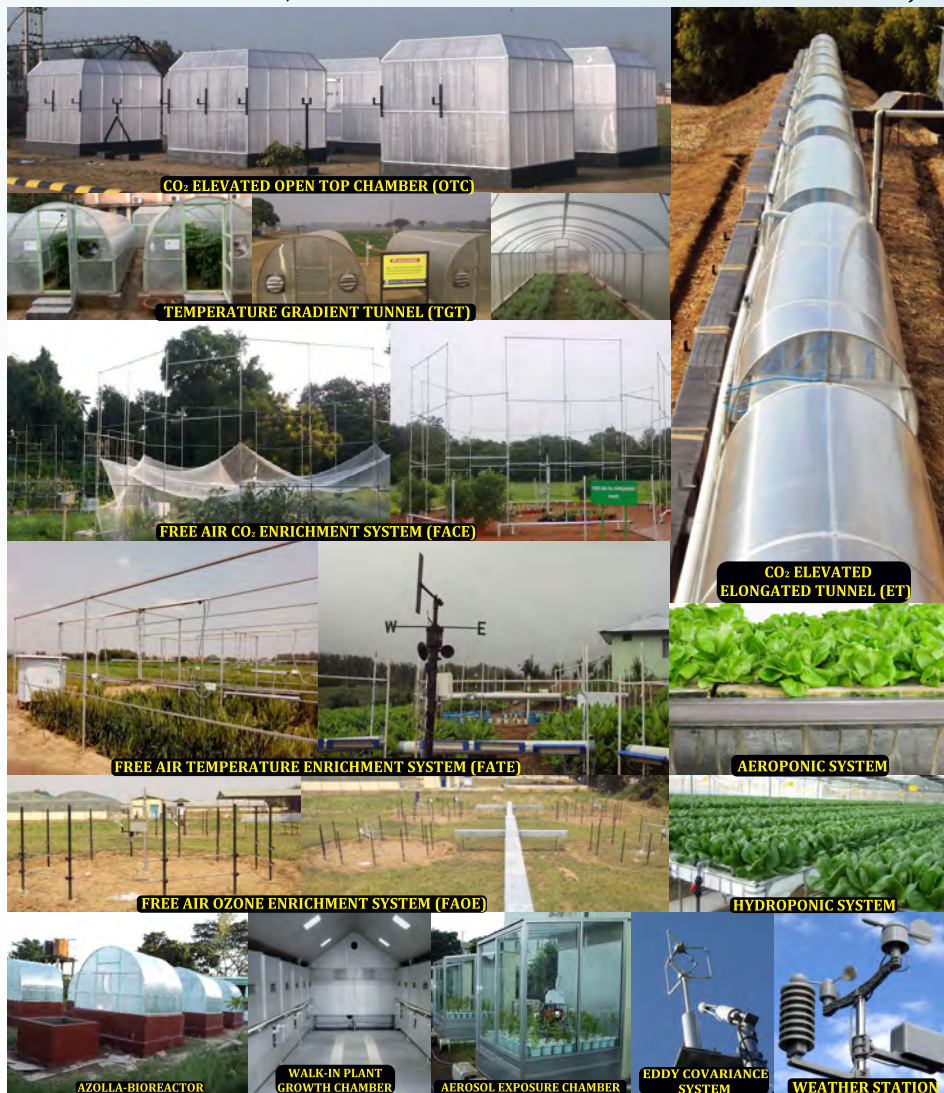 CO₂ ELEVATED OPEN TOP CHAMBER (OTC)
TEMPERATURE GRADIENT TUNNEL (TGT)
FREE AIR CO₂ ENRICHMENT SYSTEM (FACE)
CO₂ ELEVATED
ELONGATED TUNNEL (ET)
W E
FREE AIR TEMPERATURE ENRICHMENT SYSTEM (FATE)
AEROPONIC SYSTEM
FREE AIR OZONE ENRICHMENT SYSTEM (FAOE)
HYDROPONIC SYSTEM
AZOLLA-BIOREACTOR
WALK-IN PLANT
GROWTH CHAMBER
AEROSOL EXPOSURE CHAMBER
EDDY COVARIANCE
SYSTEM
WEATHER STATION